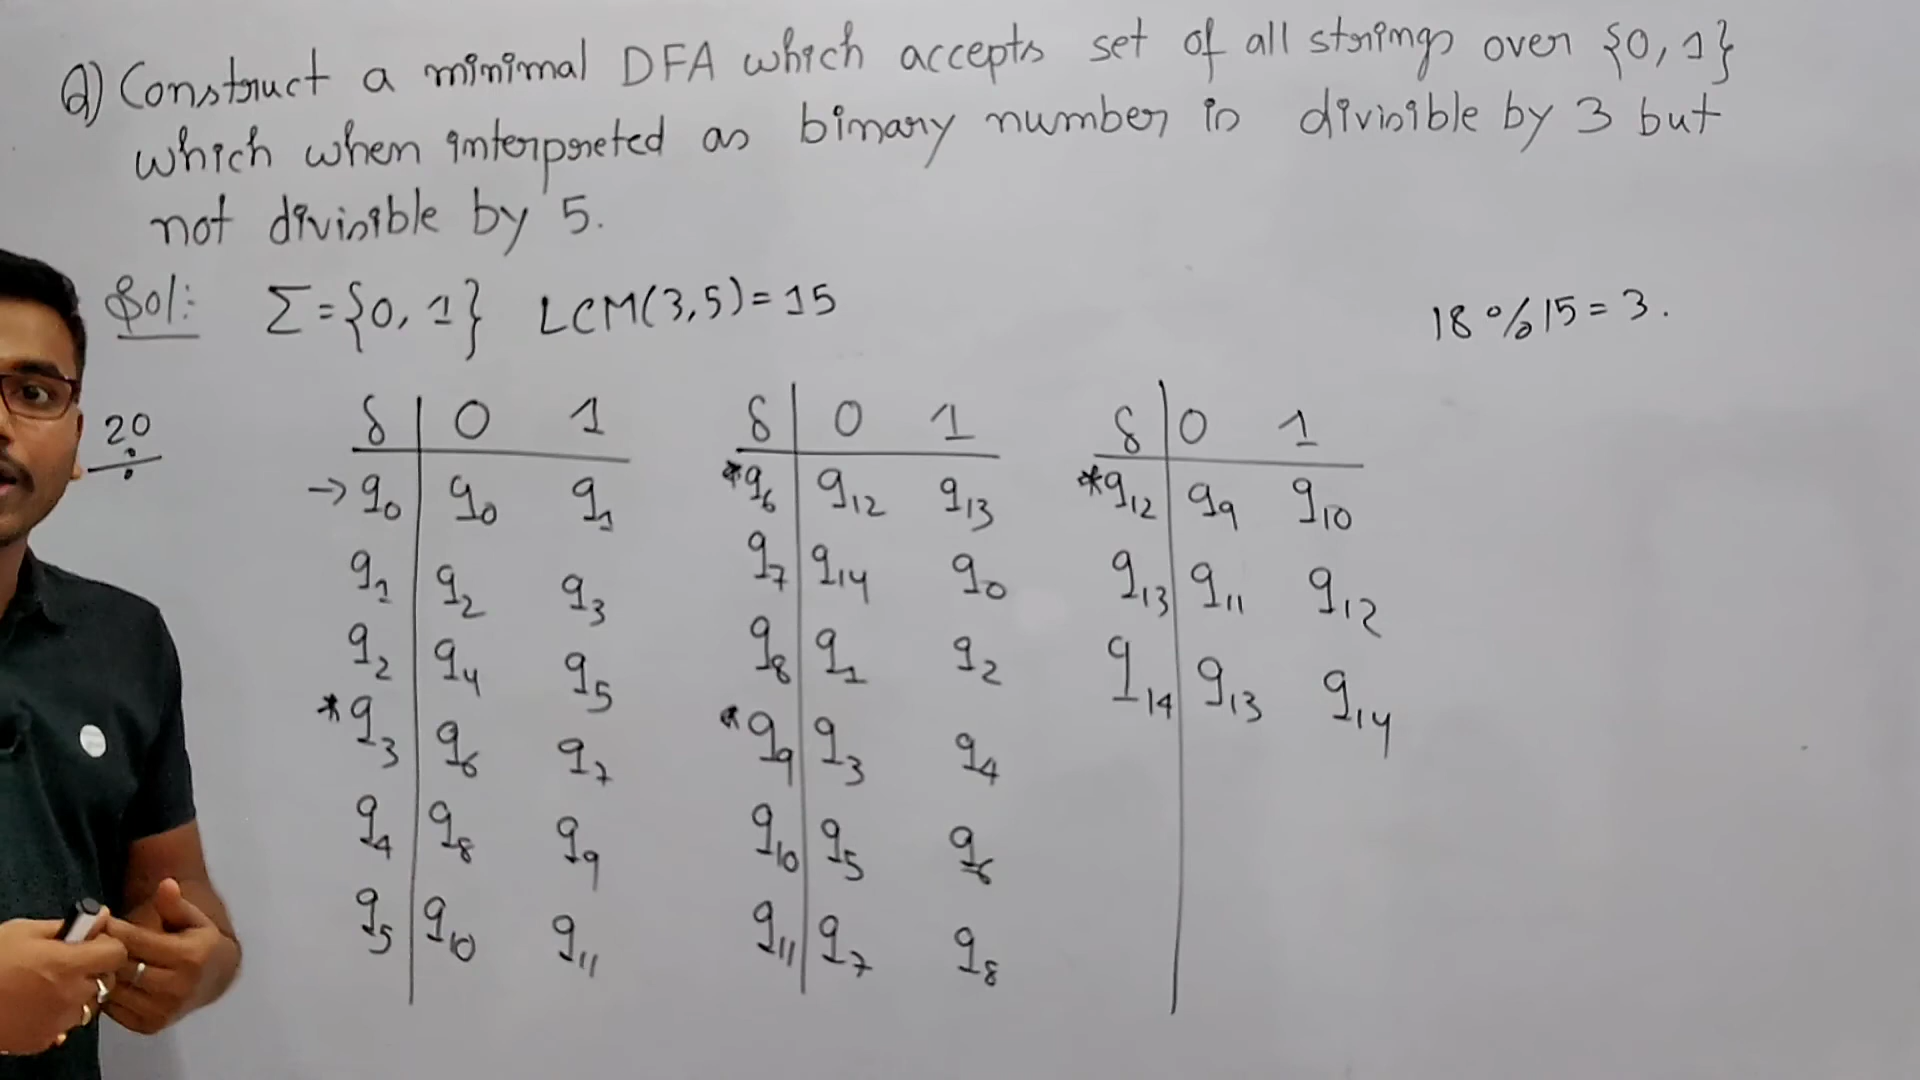 Q) Construct a minimal DFA which accepts set of all strings over {0, 1}
which when interpreted as binary number is divisible by 3 but
not divisible by 5.
Sol: Σ = {0, 1} LCM(3,5) = 15
18 % 15 = 3.
20 ÷
δ 0 1
→ q0 q0 q1
q1 q2 q3
q2 q4 q5
* q3 q6 q7
q4 q8 q9
q5 q10 q11
δ 0 1
* q6 q12 q13
q7 q14 q0
q8 q1 q2
* q9 q3 q4
q10 q5 q6
q11 q7 q8
δ 0 1
* q12 q9 q10
q13 q11 q12
q14 q13 q14